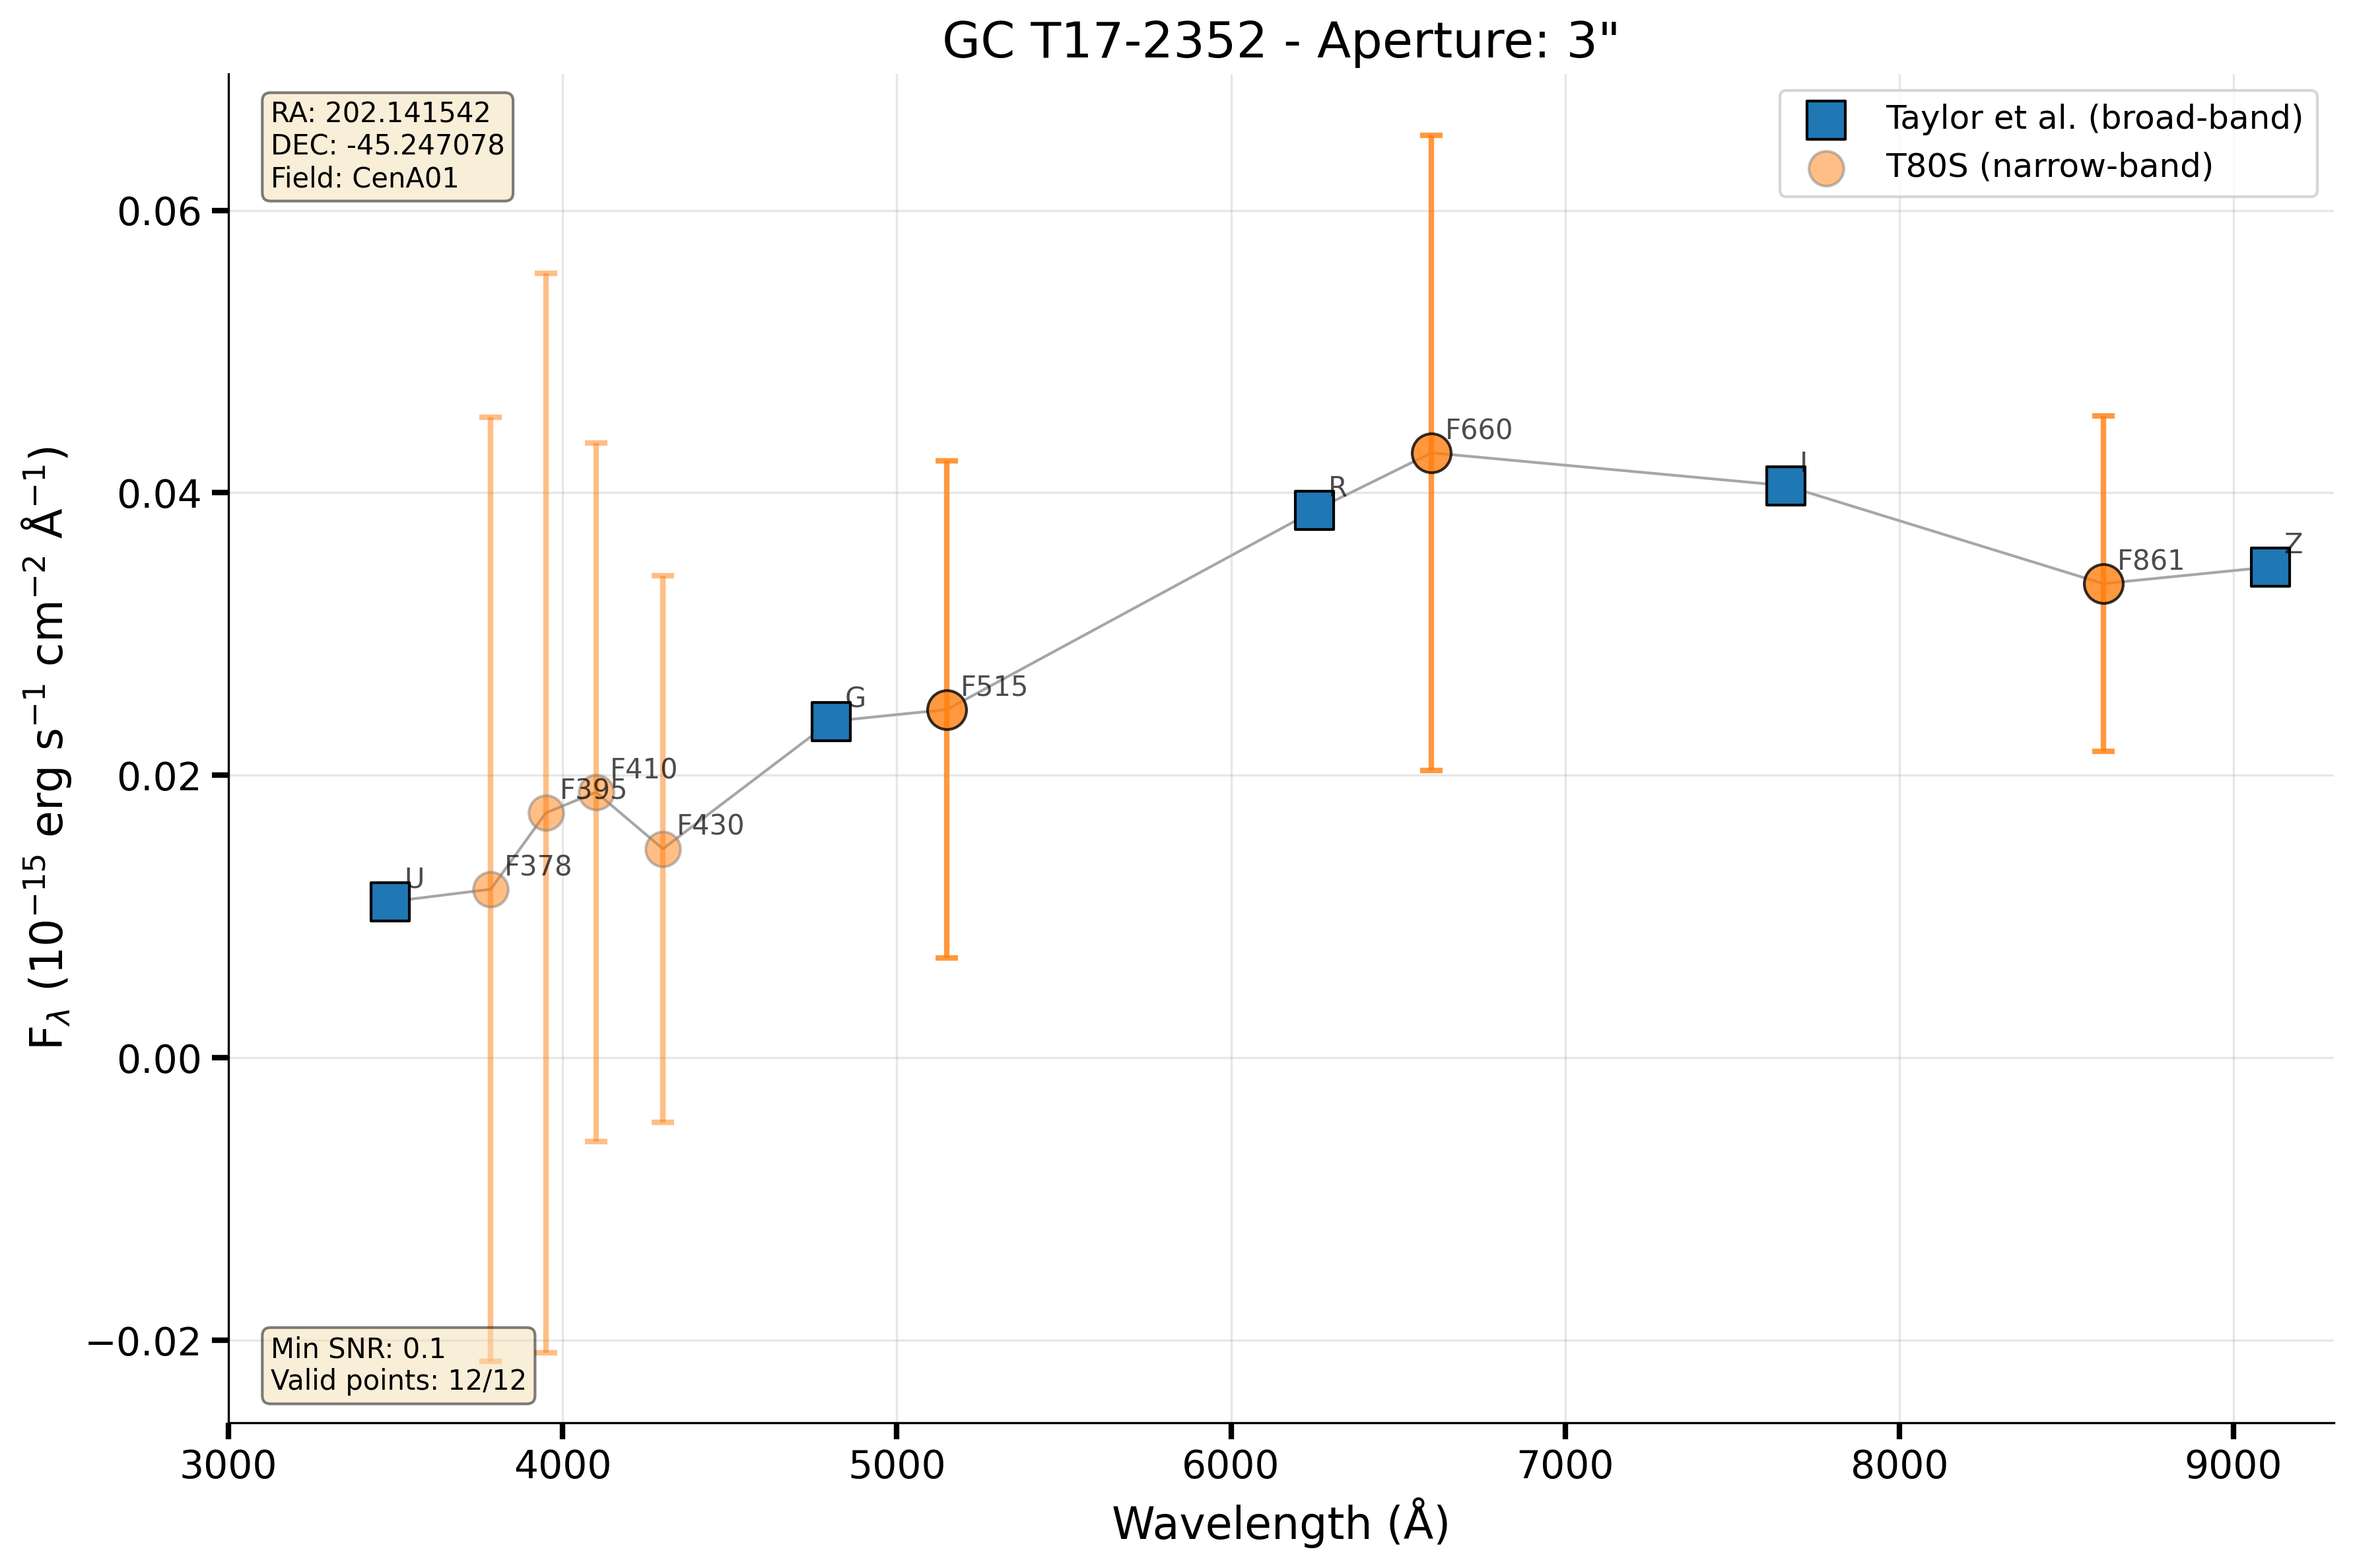 GC T17-2352 - Aperture: 3"
RA: 202.141542
DEC: -45.247078
Field: CenA01
Taylor et al. (broad-band)
T80S (narrow-band)
F_λ (10⁻¹⁵ erg s⁻¹ cm⁻² Å⁻¹)
0.06
0.04
0.02
0.00
−0.02
U
F378
F395
F410
F430
G
F515
R
F660
I
F861
Z
Min SNR: 0.1
Valid points: 12/12
3000 4000 5000 6000 7000 8000 9000
Wavelength (Å)